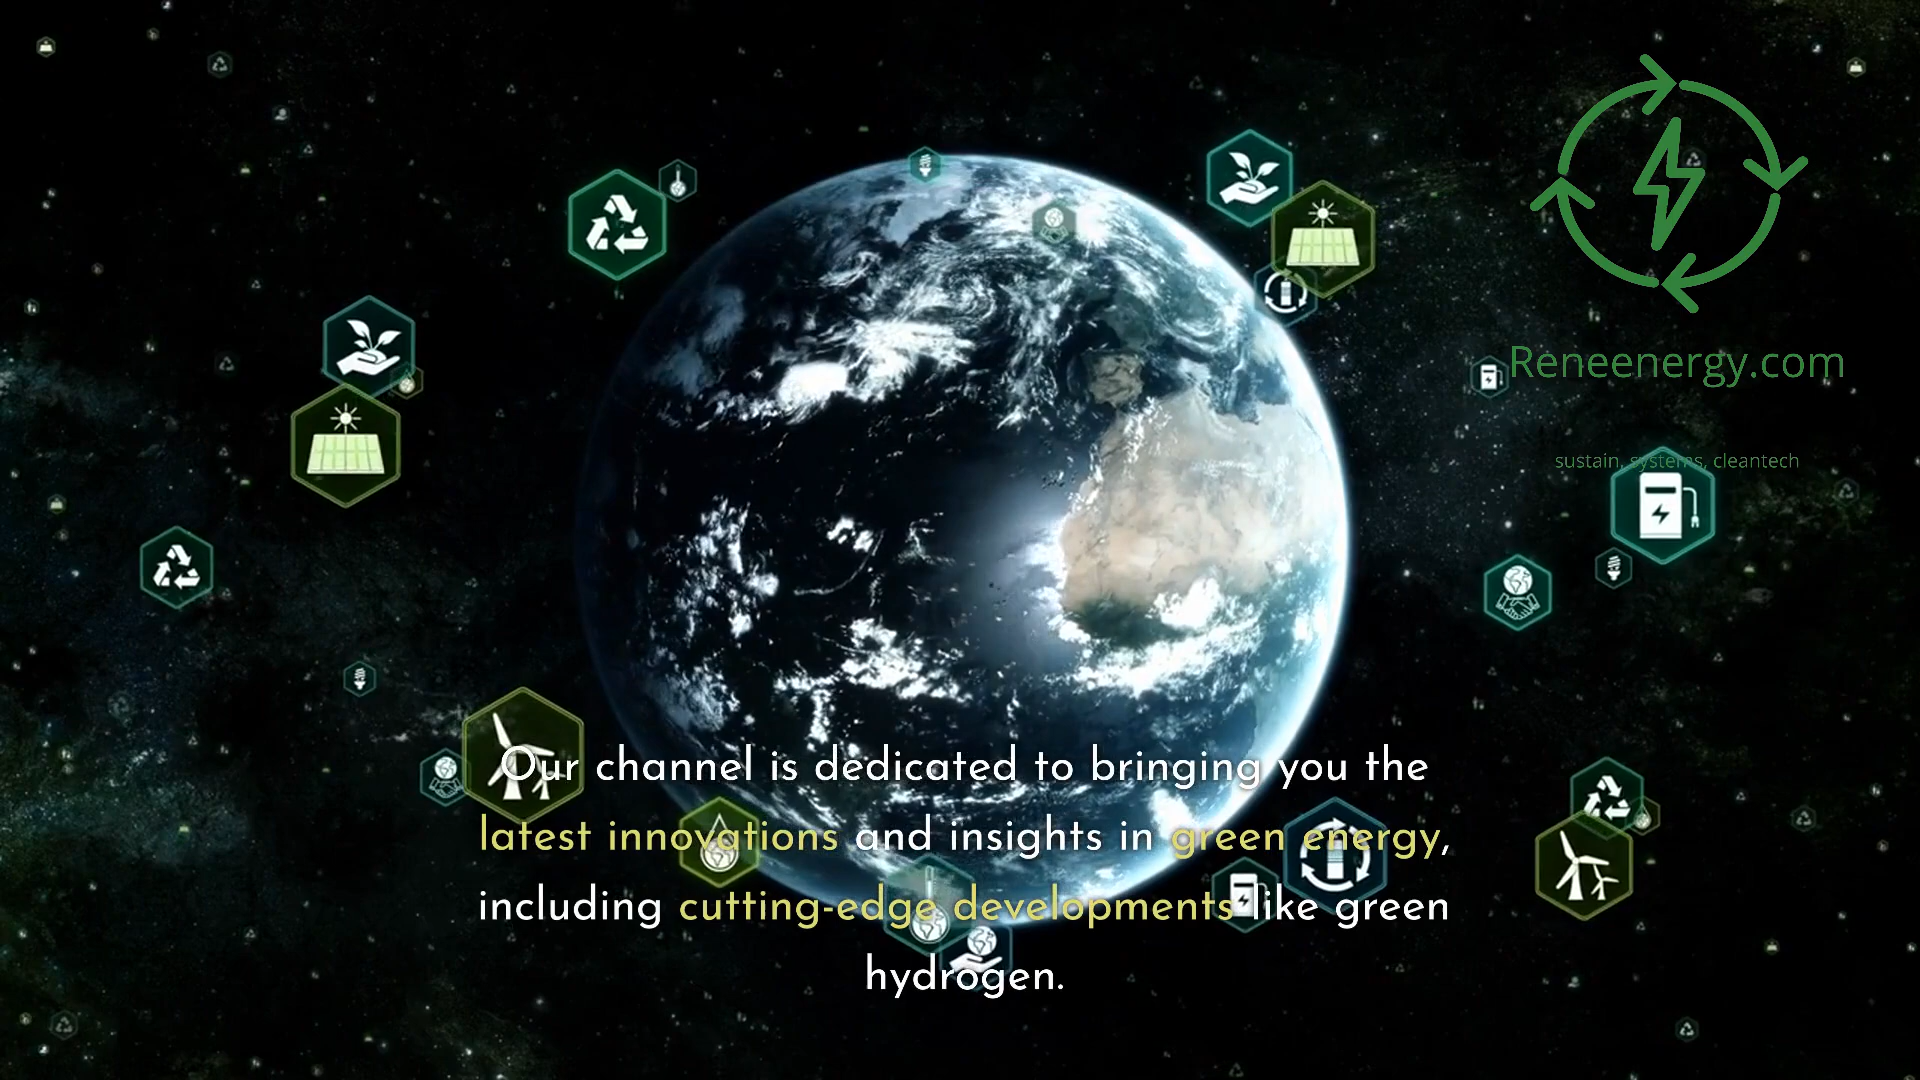 Reneenergy.com
sustain, systems, cleantech
Our channel is dedicated to bringing you the
latest innovations and insights in green energy,
including cutting-edge developments like green
hydrogen.